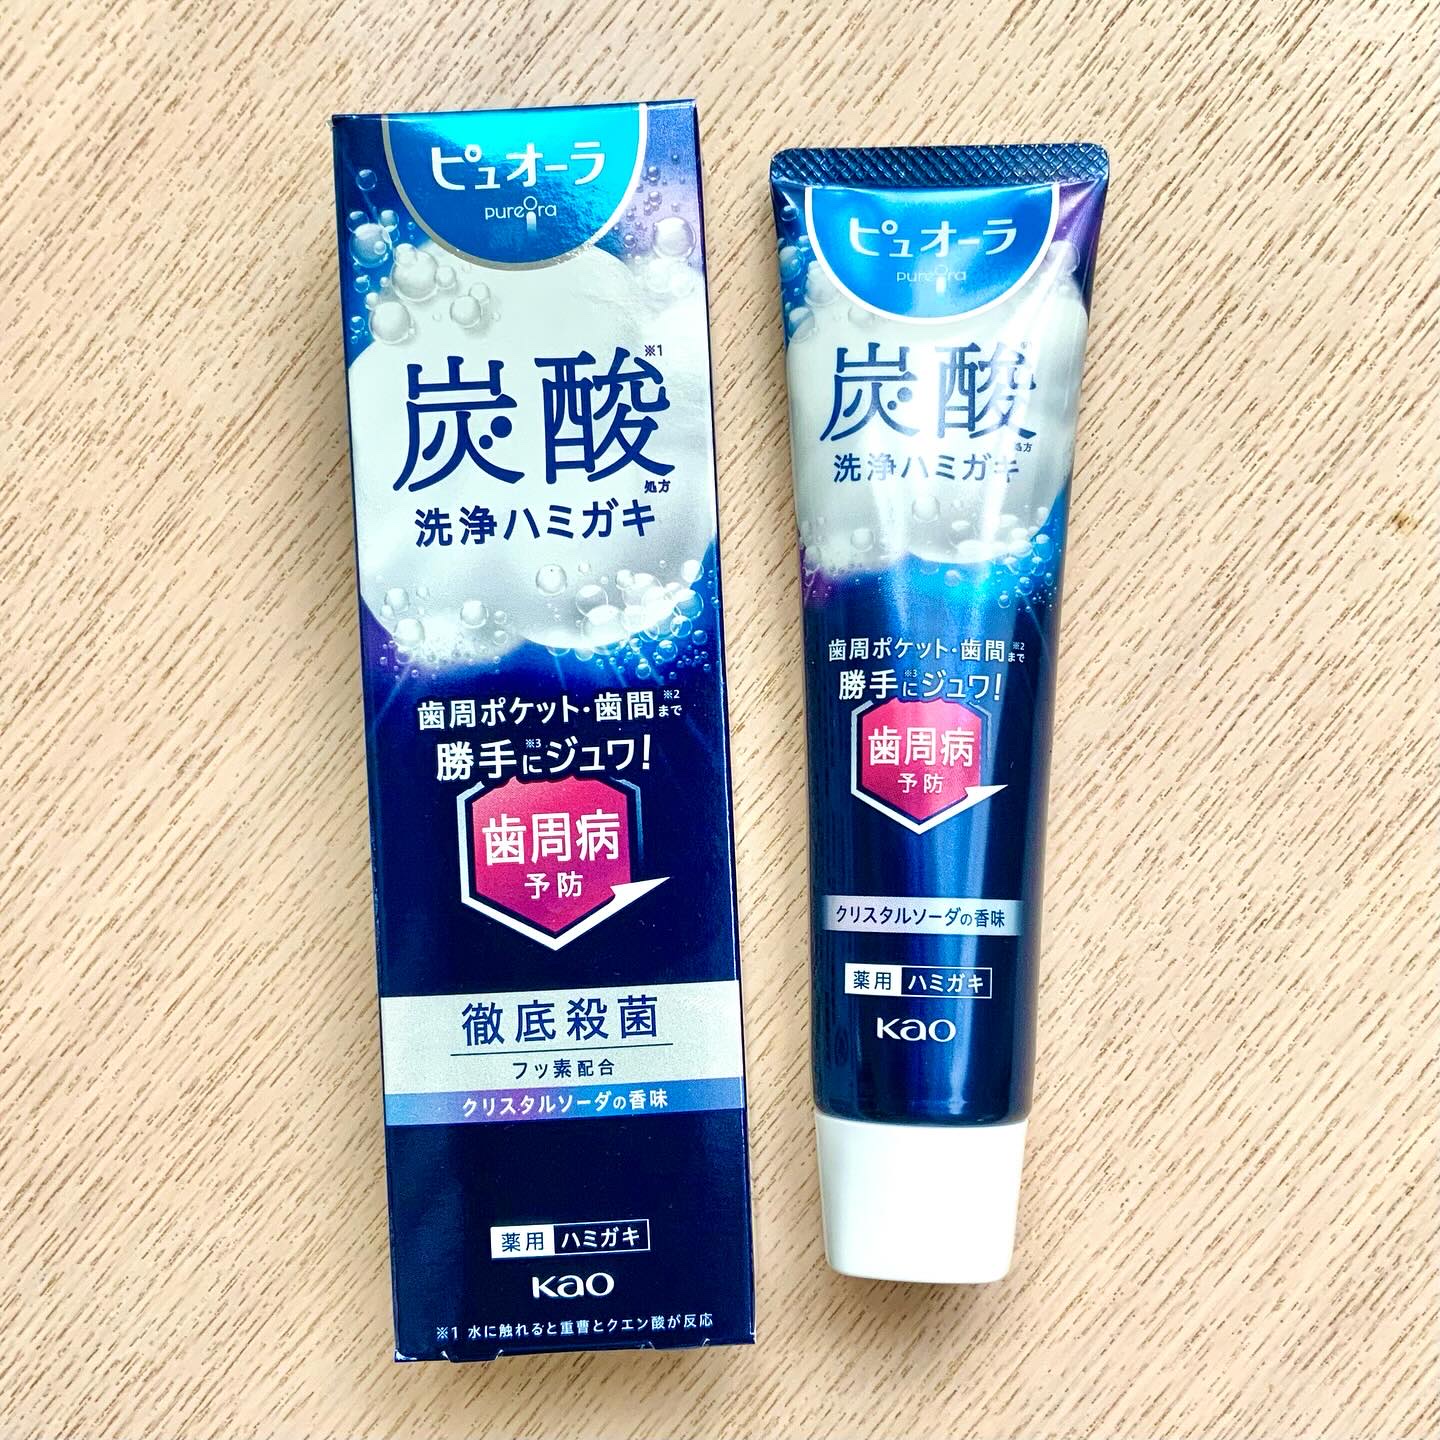 ピュオーラ
pureOra
炭酸※1
処方
洗浄ハミガキ
歯周ポケット・歯間※2まで
勝手※3にジュワ!
歯周病
予防
徹底殺菌
フッ素配合
クリスタルソーダの香味
薬用 ハミガキ
Kao
※1 水に触れると重曹とクエン酸が反応
ピュオーラ
pureOra
炭酸
処方
洗浄ハミガキ
歯周ポケット・歯間※2まで
勝手※3にジュワ!
歯周病
予防
クリスタルソーダの香味
薬用 ハミガキ
Kao